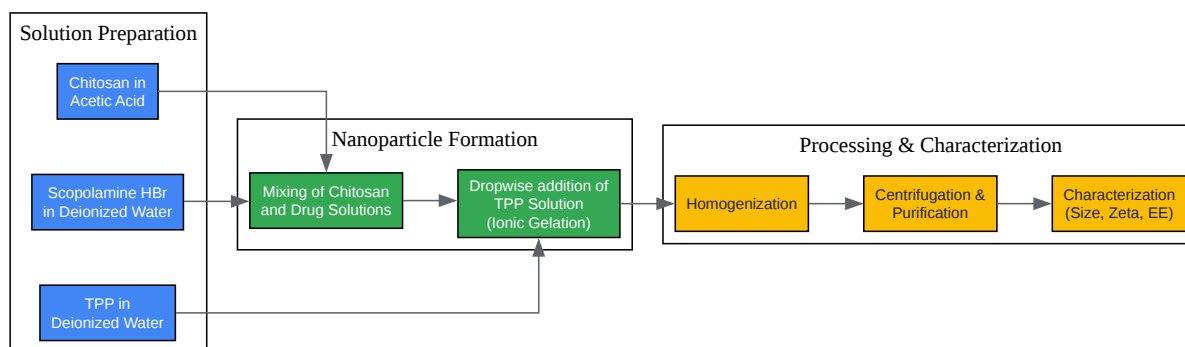 Solution Preparation
Chitosan in
Acetic Acid
Scopolamine HBr
in Deionized Water
TPP in
Deionized Water
Nanoparticle Formation
Mixing of Chitosan
and Drug Solutions
Dropwise addition of
TPP Solution
(Ionic Gelation)
Processing & Characterization
Homogenization
Centrifugation &
Purification
Characterization
(Size, Zeta, EE)